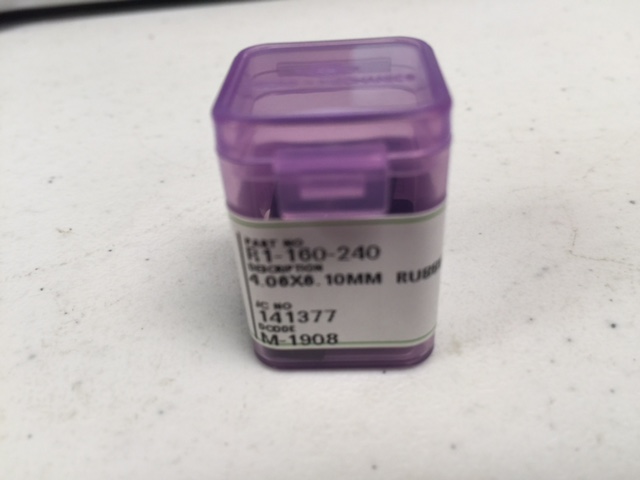 PART NO
R1-160-240
DESCRIPTION
4.06X6.10MM RUBB
IC NO
141377
DCODE
M-1908